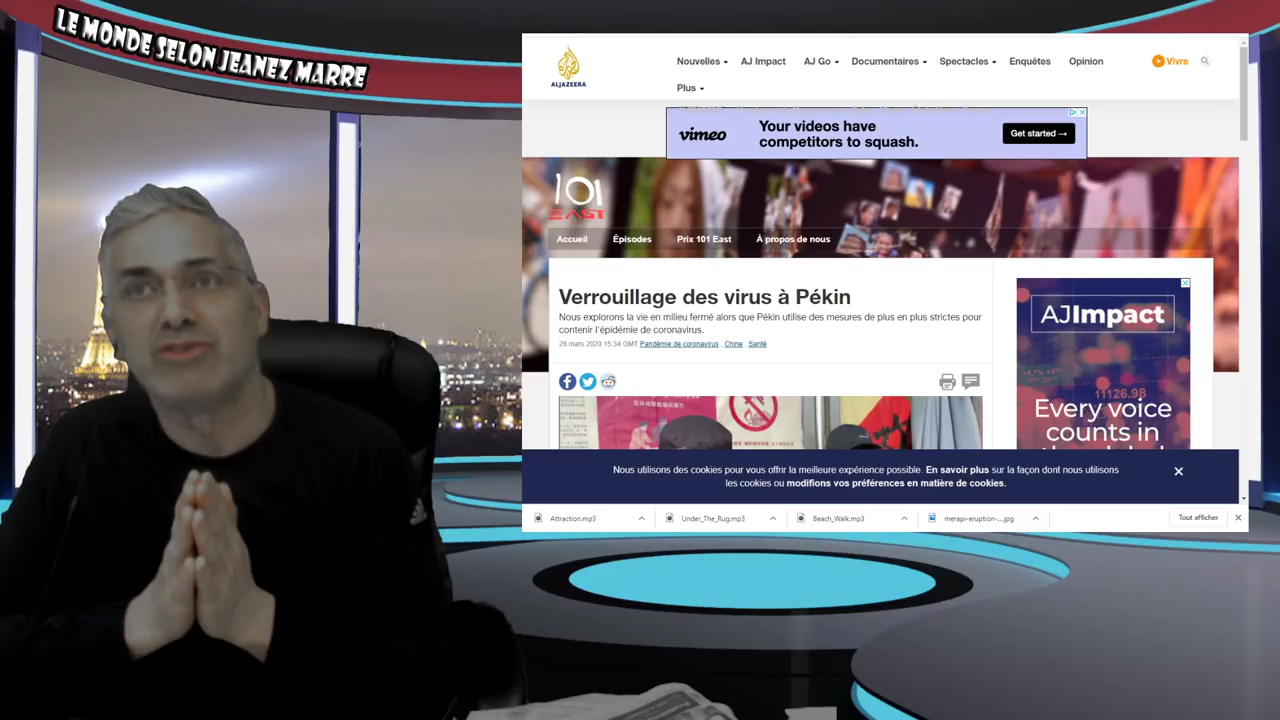 LE MONDE SELON JEANEZ MARRE
ALJAZEERA
Nouvelles AJ Impact AJ Go Documentaires Spectacles Enquêtes Opinion Vivre
Plus
vimeo
Your videos have
competitors to squash.
Get started →
101
EAST
Accueil Épisodes Prix 101 East À propos de nous
Verrouillage des virus à Pékin
Nous explorons la vie en milieu fermé alors que Pékin utilise des mesures de plus en plus strictes pour
contenir l'épidémie de coronavirus.
26 mars 2020 15:34 GMT Pandémie de coronavirus , Chine , Santé
AJImpact
11126.98
Every voice
counts in
Nous utilisons des cookies pour vous offrir la meilleure expérience possible. En savoir plus sur la façon dont nous utilisons
les cookies ou modifions vos préférences en matière de cookies.
Attraction.mp3 Under_The_Rug.mp3 Beach_Walk.mp3 merapi-eruption-....jpg Tout afficher